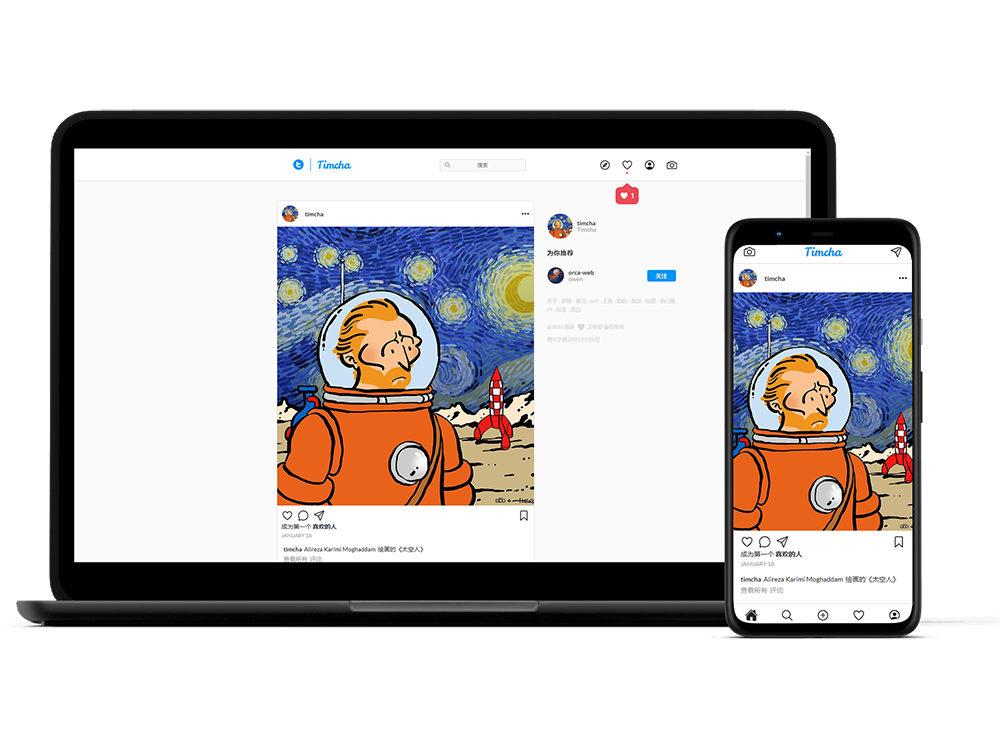 Timcha
搜索
1
timcha
timcha
Timcha
为你推荐
orca-web
owen
关注
成为第一个 喜欢的人
JANUARY 18
timcha Alireza Karimi Moghaddam 绘画的《太空人》
查看所有 评论
Timcha
timcha
成为第一个 喜欢的人
JANUARY 18
timcha Alireza Karimi Moghaddam 绘画的《太空人》
查看所有 评论